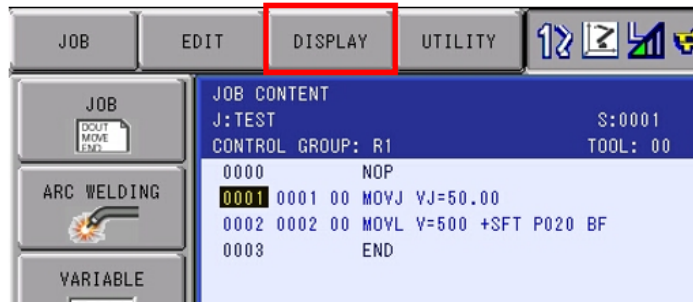 JOB
EDIT
DISPLAY
UTILITY
JOB
DOUT
MOVE
END
ARC WELDING
VARIABLE
JOB CONTENT
J:TEST S:0001
CONTROL GROUP: R1 TOOL: 00
0000 NOP
0001 0001 00 MOVJ VJ=50.00
0002 0002 00 MOVL V=500 +SFT P020 BF
0003 END